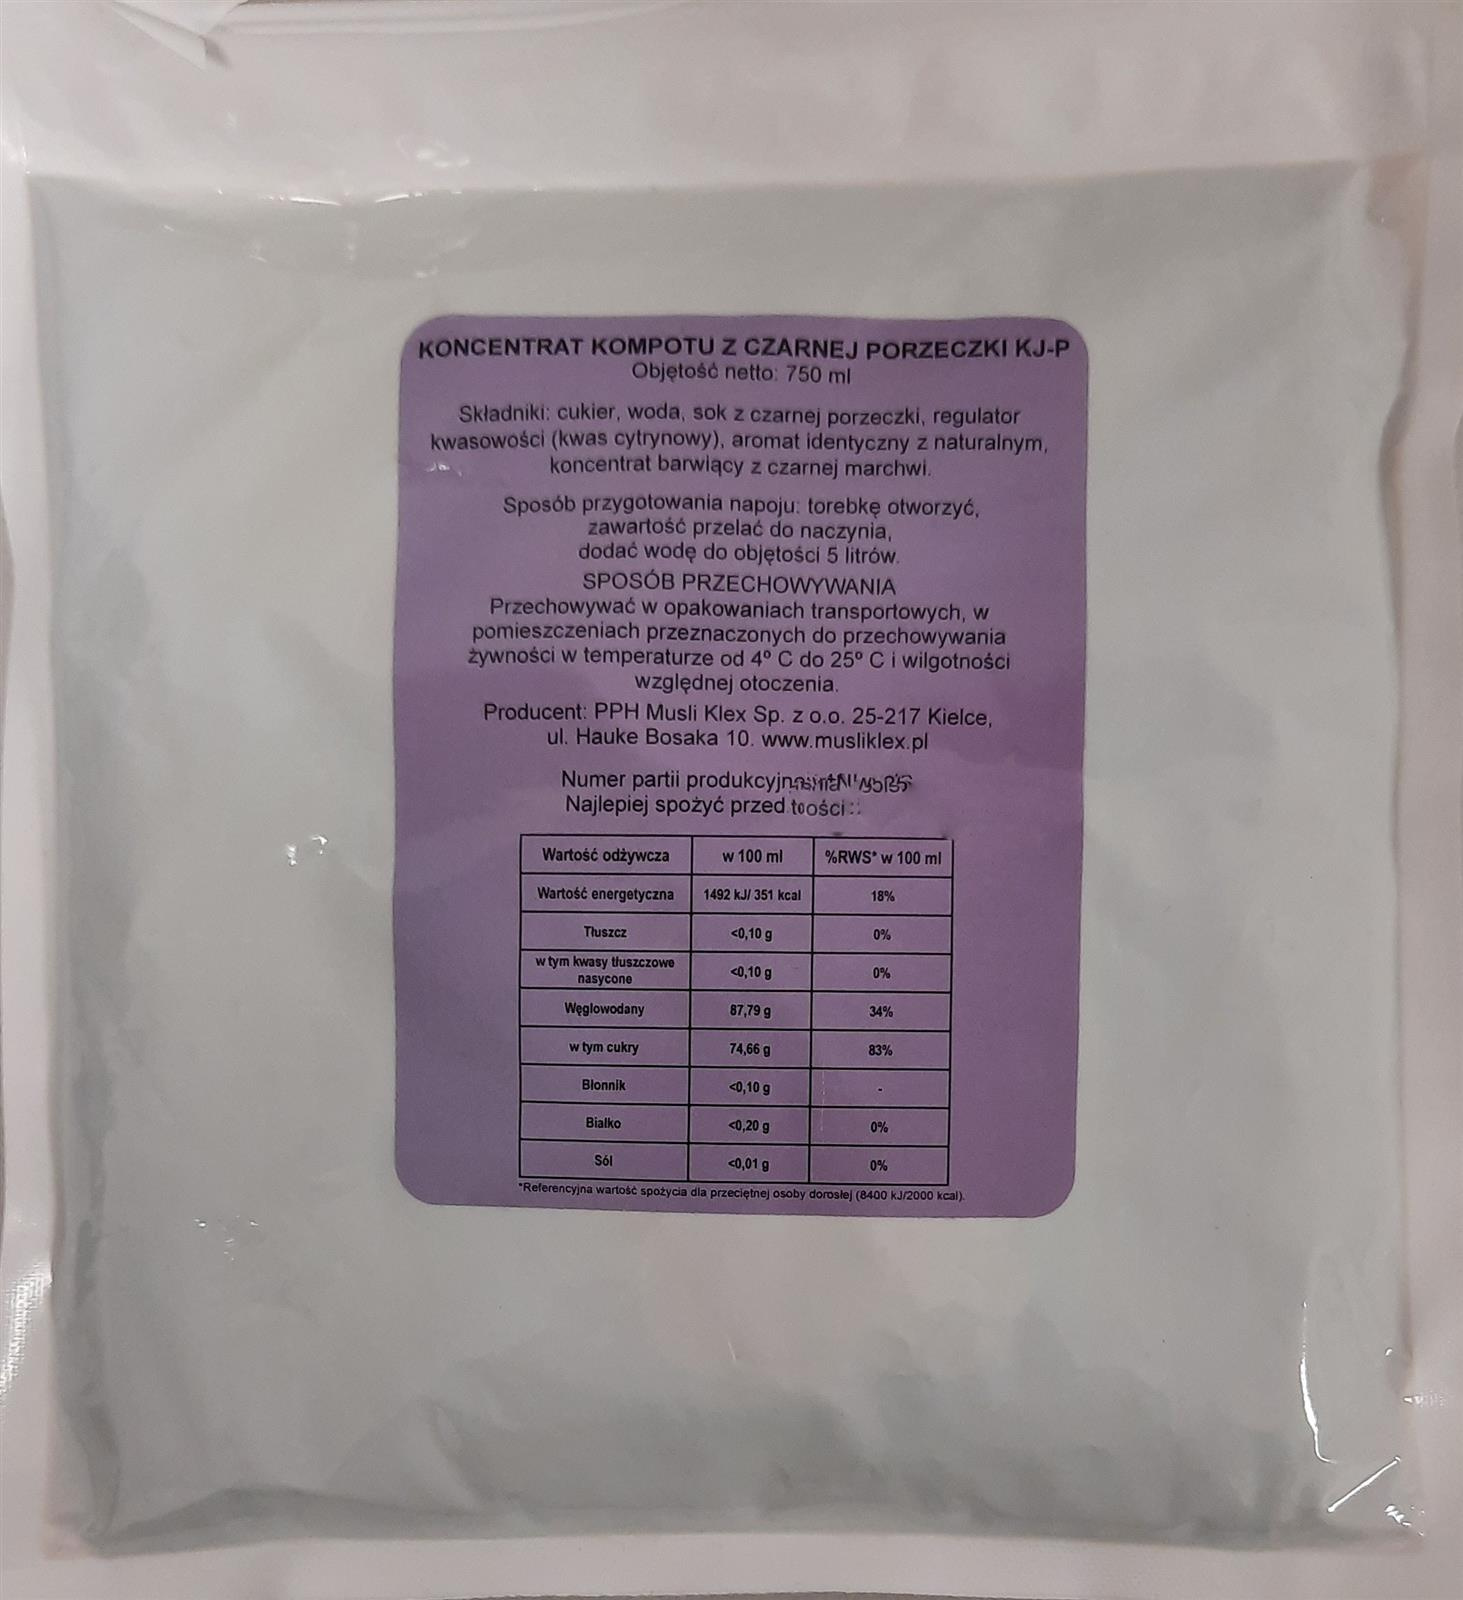 KONCENTRAT KOMPOTU Z CZARNEJ PORZECZKI KJ-P
Objętość netto: 750 ml
Składniki: cukier, woda, sok z czarnej porzeczki, regulator
kwasowości (kwas cytrynowy), aromat identyczny z naturalnym,
koncentrat barwiący z czarnej marchwi.
Sposób przygotowania napoju: torebkę otworzyć,
zawartość przelać do naczynia,
dodać wodę do objętości 5 litrów.
SPOSÓB PRZECHOWYWANIA
Przechowywać w opakowaniach transportowych, w
pomieszczeniach przeznaczonych do przechowywania
żywności w temperaturze od 4º C do 25º C i wilgotności
względnej otoczenia.
Producent: PPH Musli Klex Sp. z o.o. 25-217 Kielce,
ul. Hauke Bosaka 10. www.musliklex.pl
Numer partii
Najlepiej spożyć przed
Wartość odżywcza w 100 ml %RWS* w 100 ml
Wartość energetyczna 1492 kJ/ 351 kcal 18%
Tłuszcz <0,10 g 0%
w tym kwasy tłuszczowe
nasycone <0,10 g 0%
Węglowodany 87,79 g 34%
w tym cukry 74,66 g 83%
Błonnik <0,10 g -
Białko <0,20 g 0%
Sól <0,01 g 0%
*Referencyjna wartość spożycia dla przeciętnej osoby dorosłej (8400 kJ/2000 kcal).